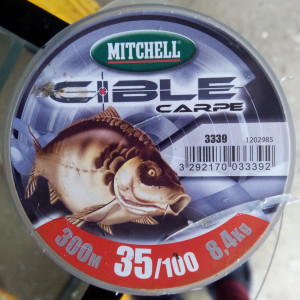 MITCHELL
CIBLE
CARPE
3339
1202985
3 292170 033392
300M 35/100 8,4kg